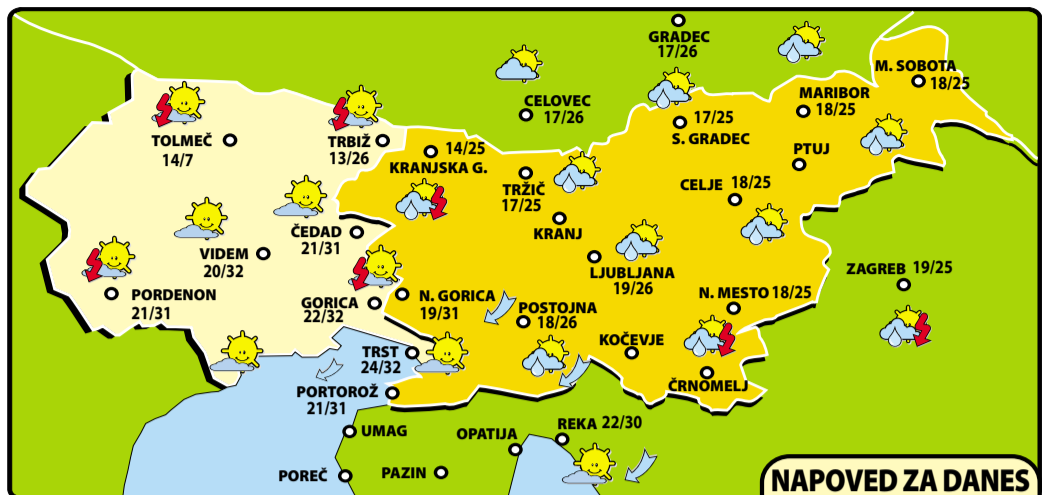 GRADEC
17/26
M. SOBOTA
18/25
CELOVEC
17/26
MARIBOR
18/25
17/25
S. GRADEC
TOLMEČ
14/7
TRBIŽ
13/26
14/25
KRANJSKA G.
PTUJ
TRŽIČ
17/25
CELJE 18/25
KRANJ
ČEDAD
21/31
VIDEM
20/32
LJUBLJANA
19/26
ZAGREB 19/25
PORDENON
21/31
GORICA
22/32
N. GORICA
19/31
N. MESTO 18/25
POSTOJNA
18/26
KOČEVJE
TRST
24/32
ČRNOMELJ
PORTOROŽ
21/31
UMAG
OPATIJA
REKA 22/30
POREČ
PAZIN
NAPOVED ZA DANES